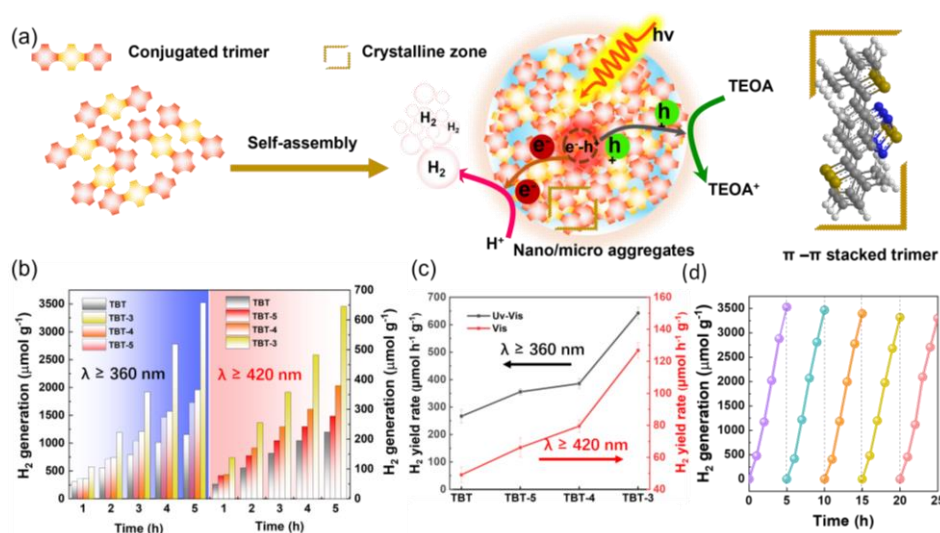 (a)
Conjugated trimer
Crystalline zone
Self-assembly
hν
TEOA
TEOA⁺
H₂
H₂
H₂
e⁻
e⁻
e⁻-h⁺
h
+
h
+
H⁺
Nano/micro aggregates
π –π stacked trimer
(b)
H₂ generation (μmol g⁻¹)
3500
3000
2500
2000
1500
1000
500
TBT
TBT-3
TBT-4
TBT-5
λ ≥ 360 nm
TBT
TBT-5
TBT-4
TBT-3
λ ≥ 420 nm
700
600
500
400
300
200
100
0
H₂ generation (μmol g⁻¹)
1 2 3 4 5 1 2 3 4 5
Time (h) Time (h)
(c)
H₂ yield rate (μmol h⁻¹ g⁻¹)
700
600
500
400
300
200
100
0
Uv-Vis
Vis
λ ≥ 360 nm
λ ≥ 420 nm
160
140
120
100
80
60
40
H₂ yield rate (μmol h⁻¹ g⁻¹)
TBT TBT-5 TBT-4 TBT-3
(d)
H₂ generation (μmol g⁻¹)
3500
3000
2500
2000
1500
1000
500
0
0 5 10 15 20 25
Time (h)